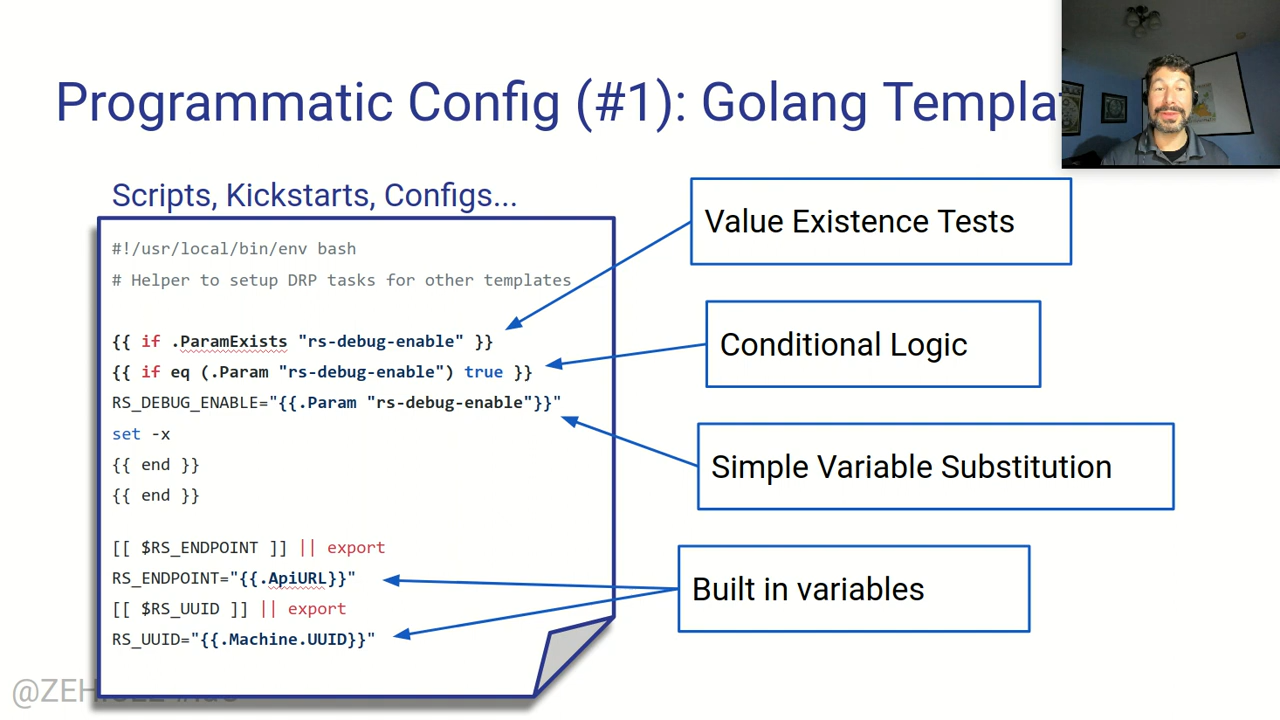 Programmatic Config (#1): Golang Templa
Scripts, Kickstarts, Configs...
#!/usr/local/bin/env bash
# Helper to setup DRP tasks for other templates
{{ if .ParamExists "rs-debug-enable" }}
{{ if eq (.Param "rs-debug-enable") true }}
RS_DEBUG_ENABLE="{{.Param "rs-debug-enable"}}"
set -x
{{ end }}
{{ end }}
[[ $RS_ENDPOINT ]] || export
RS_ENDPOINT="{{.ApiURL}}"
[[ $RS_UUID ]] || export
RS_UUID="{{.Machine.UUID}}"
Value Existence Tests
Conditional Logic
Simple Variable Substitution
Built in variables